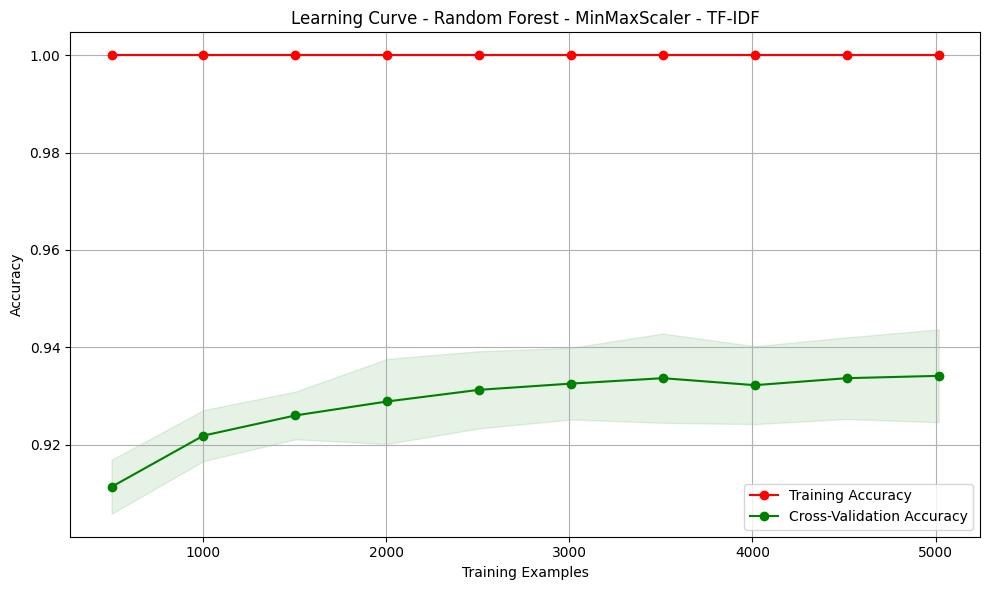 Learning Curve - Random Forest - MinMaxScaler - TF-IDF
1.00
0.98
0.96
0.94
0.92
Accuracy
1000
2000
3000
4000
5000
Training Examples
Training Accuracy
Cross-Validation Accuracy